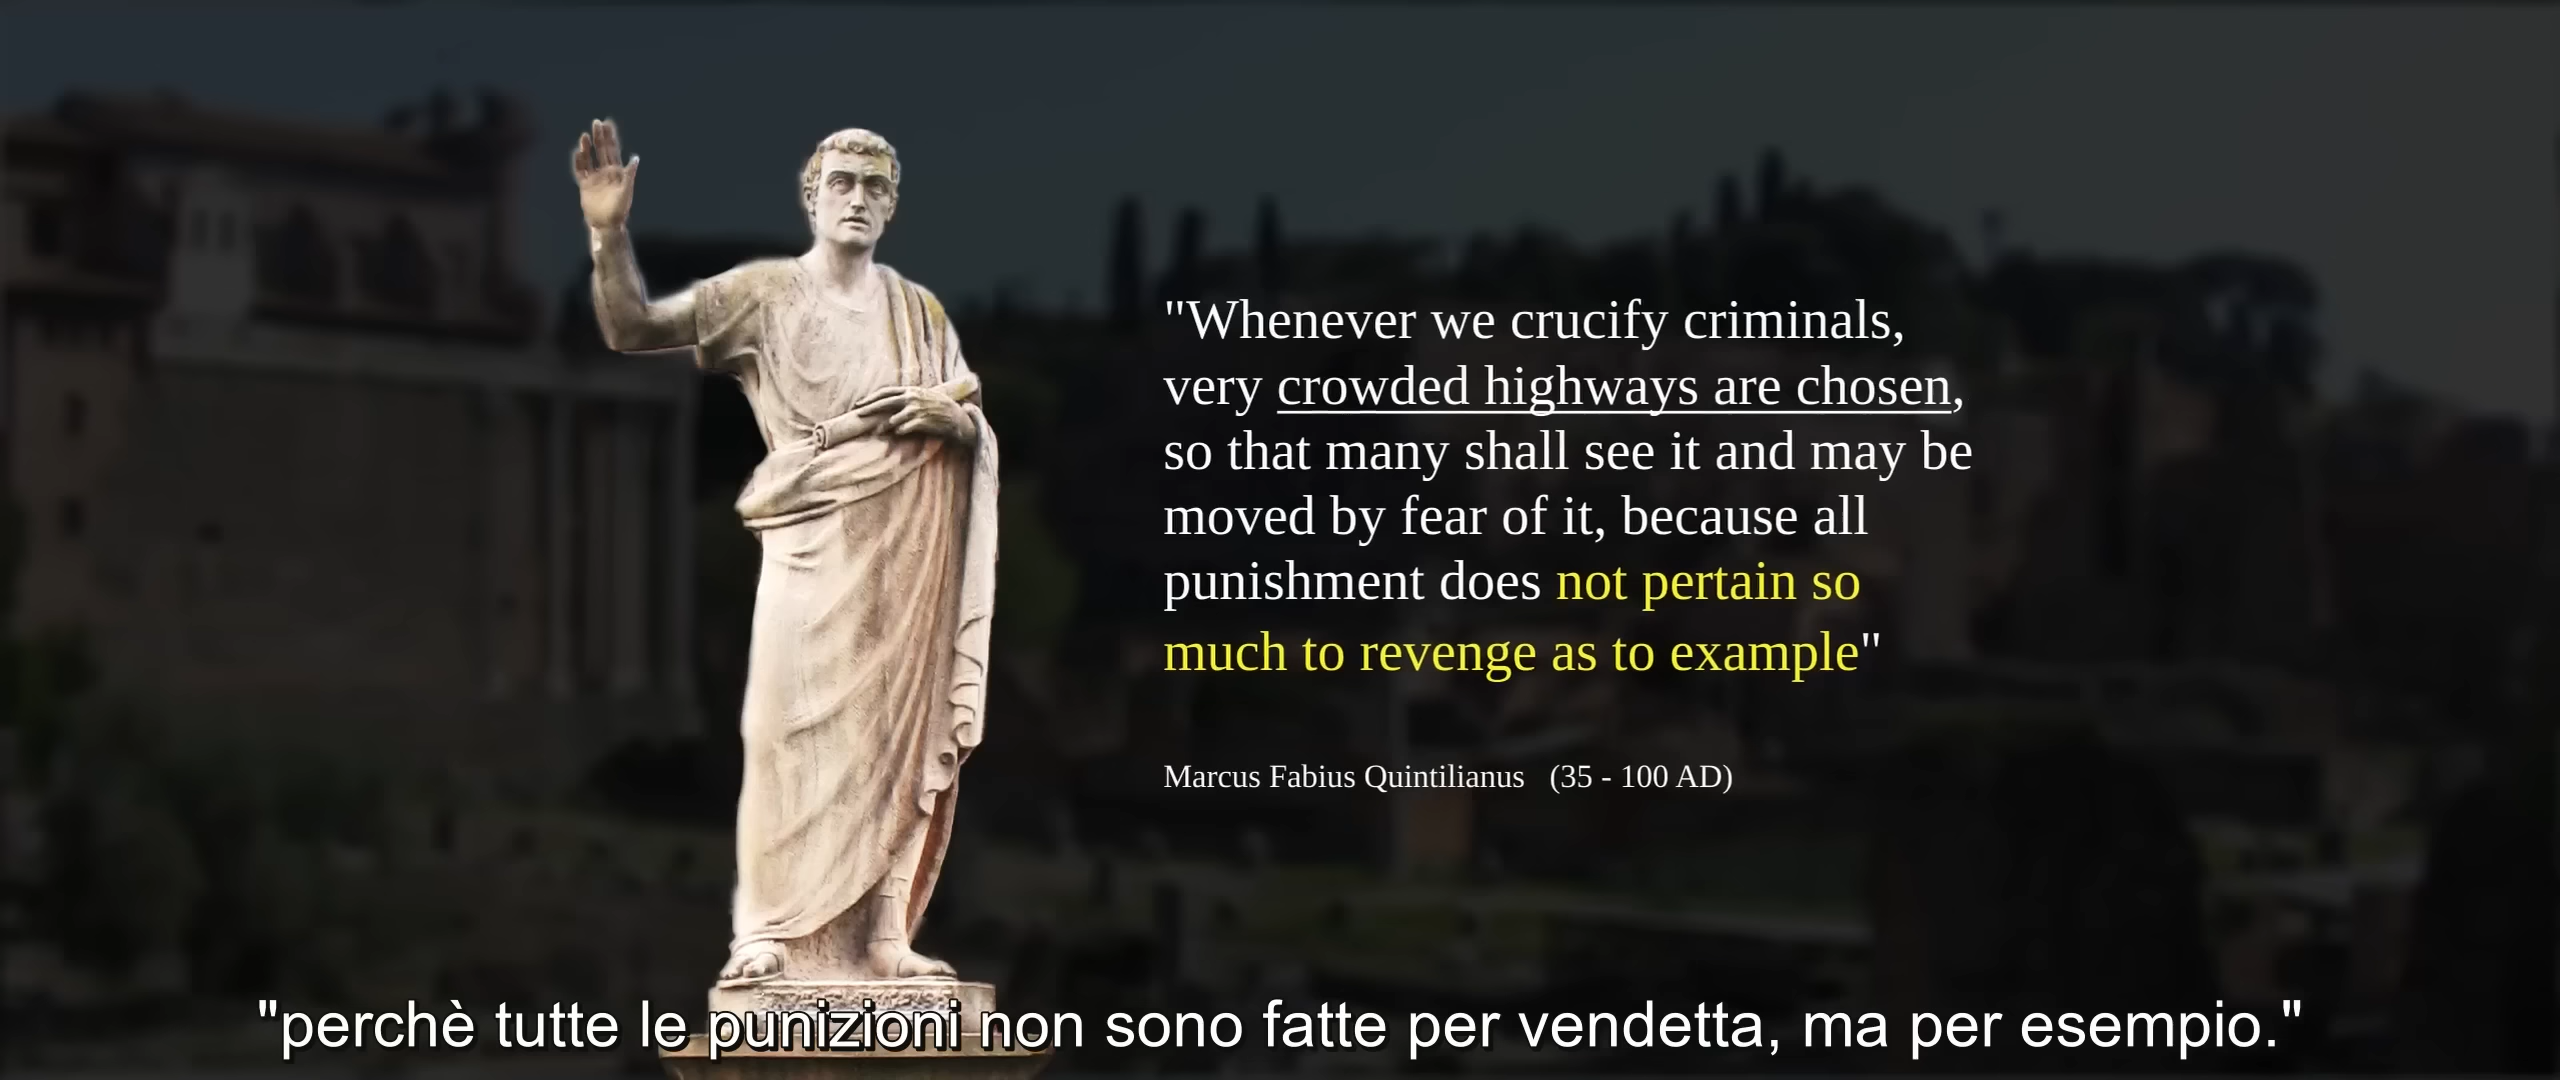 "Whenever we crucify criminals,
very crowded highways are chosen,
so that many shall see it and may be
moved by fear of it, because all
punishment does not pertain so
much to revenge as to example"
Marcus Fabius Quintilianus (35 - 100 AD)
"perchè tutte le punizioni non sono fatte per vendetta, ma per esempio."